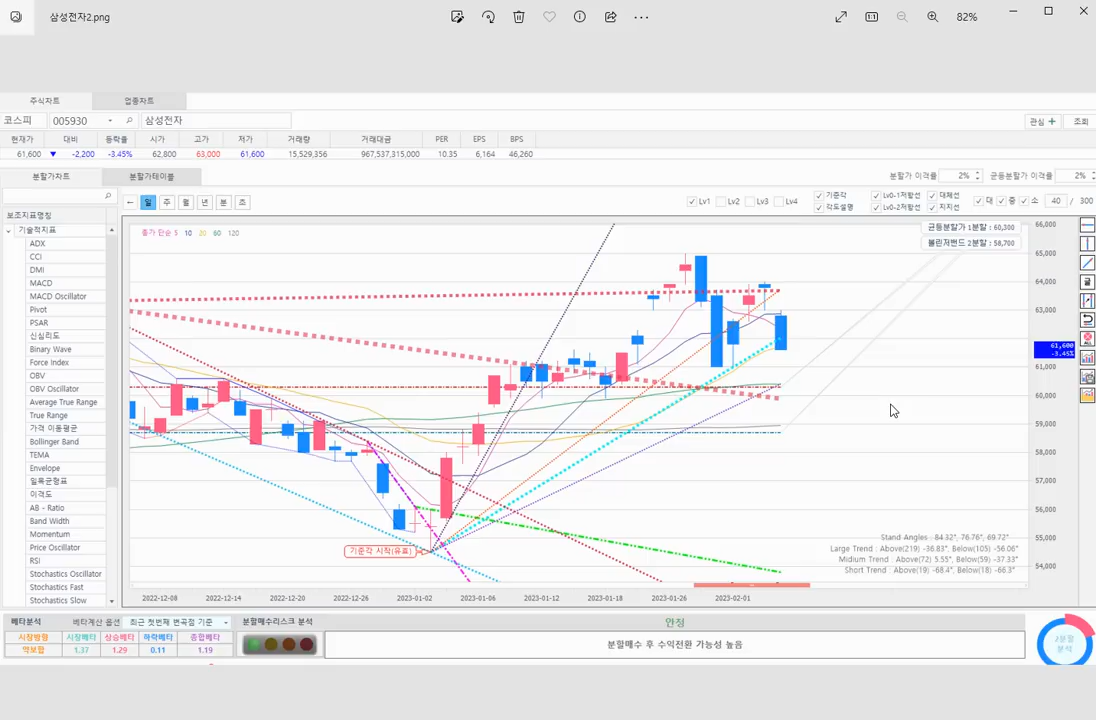 삼성전자2.png
82%
주식차트 업종차트
코스피 005930 삼성전자 관심 + 조회
현재가 대비 등락률 시가 고가 저가 거래량 거래대금 PER EPS BPS
61,600 ▼ -2,200 -3.45% 62,800 63,000 61,600 15,529,356 967,537,315,000 10.35 6,164 46,260
분할가차트 분할가테이블 분할가 이격률 2% 균등분할가 이격률 2%
← 일 주 월 년 분 초 Lv1 Lv2 Lv3 Lv4 기준각 Lv0-1저항선 대체선 대 중 소 40 / 300
각도설명 Lv0-2저항선 지지선
보조지표명칭
기술적지표
ADX
CCI
DMI
MACD
MACD Oscillator
Pivot
PSAR
신심리도
Binary Wave
Force Index
OBV
OBV Oscillator
Average True Range
True Range
가격 이동평균
Bollinger Band
TEMA
Envelope
일목균형표
이격도
AB - Ratio
Band Width
Momentum
Price Oscillator
RSI
Stochastics Oscillator
Stochastics Fast
Stochastics Slow
종가 단순 5 10 20 60 120
균등분할가 1분할 : 60,300
볼린저밴드 2분할 : 58,700
66,000
65,000
64,000
63,000
61,600
-3.45%
60,000
59,000
58,000
57,000
56,000
55,000
54,000
기준각 시작(유효)
Stand Angles : 84.32°, 76.76°, 69.72°
Large Trend : Above(219) -36.83°, Below(105) -56.06°
Midium Trend : Above(72) 5.55°, Below(59) -37.33°
Short Trend : Above(19) -68.4°, Below(18) -66.3°
2022-12-08 2022-12-14 2022-12-20 2022-12-26 2023-01-02 2023-01-06 2023-01-12 2023-01-18 2023-01-26 2023-02-01
베타분석 베타계산 옵션 최근 첫번째 변곡점 기준 분할매수리스크 분석 안정
시장방향 시장베타 상승베타 하락베타 종합베타
약보합 1.37 1.29 0.11 1.19
분할매수 후 수익전환 가능성 높음
2분할
분석